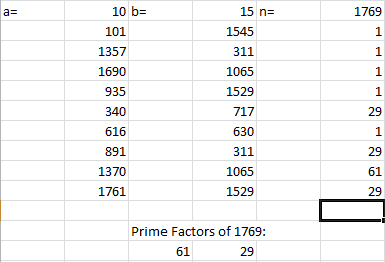 a= 10 b= 15 n= 1769
101 1545 1
1357 311 1
1690 1065 1
935 1529 1
340 717 29
616 630 1
891 311 29
1370 1065 61
1761 1529 29
Prime Factors of 1769:
61 29